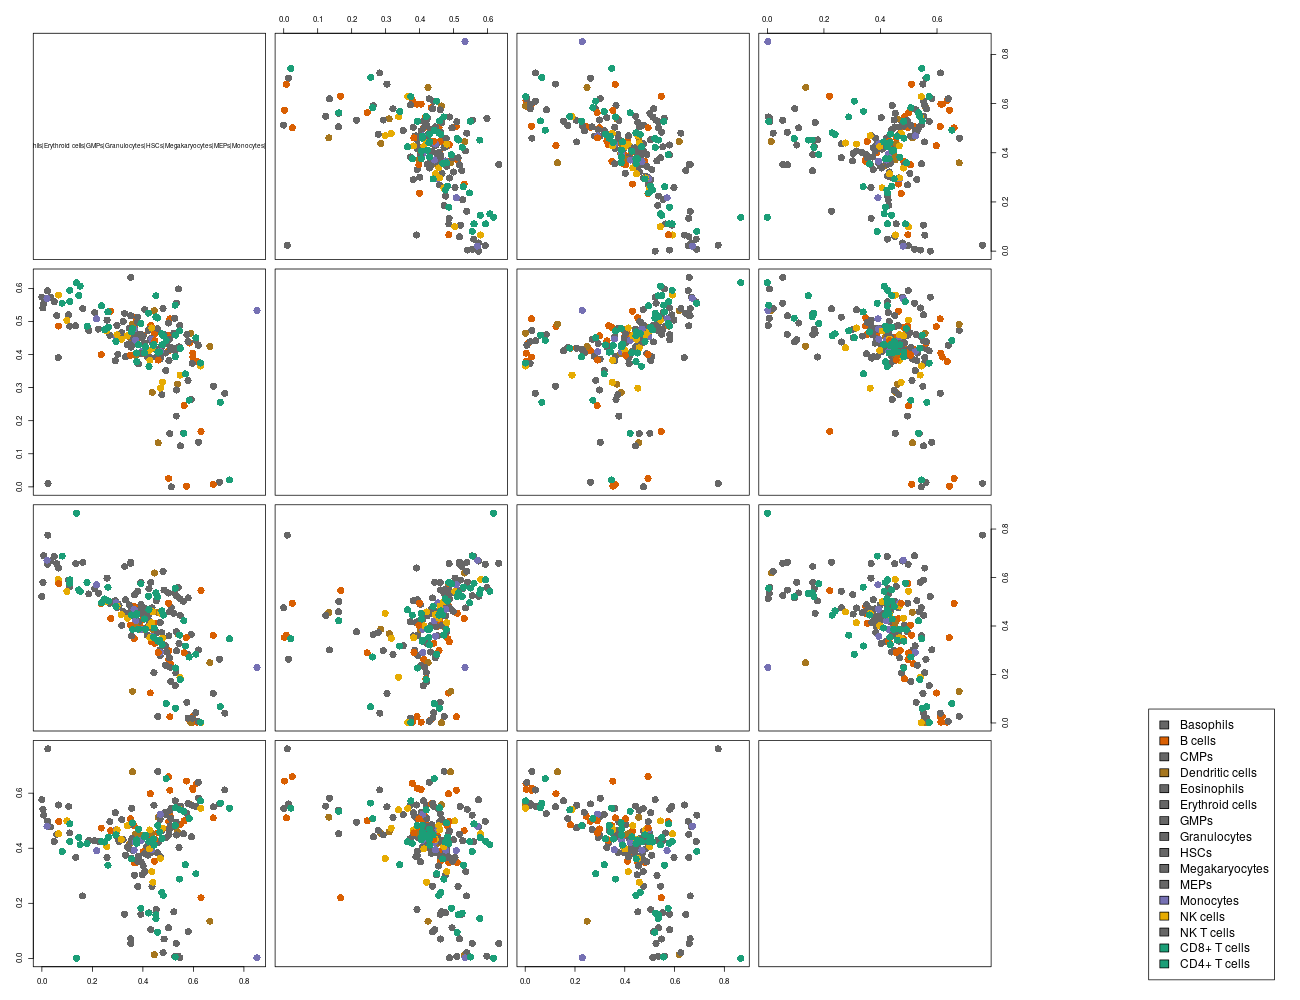 0.0 0.1 0.2 0.3 0.4 0.5 0.6
0.0 0.2 0.4 0.6
0.0 0.2 0.4 0.6 0.8
hils|Erythroid cells|GMPs|Granulocytes|HSCs|Megakaryocytes|MEPs|Monocytes|
0.0 0.1 0.2 0.3 0.4 0.5 0.6
0.0 0.2 0.4 0.6 0.8
0.0 0.2 0.4 0.6
0.0 0.2 0.4 0.6 0.8
0.0 0.2 0.4 0.6 0.8
Basophils
B cells
CMPs
Dendritic cells
Eosinophils
Erythroid cells
GMPs
Granulocytes
HSCs
Megakaryocytes
MEPs
Monocytes
NK cells
NK T cells
CD8+ T cells
CD4+ T cells